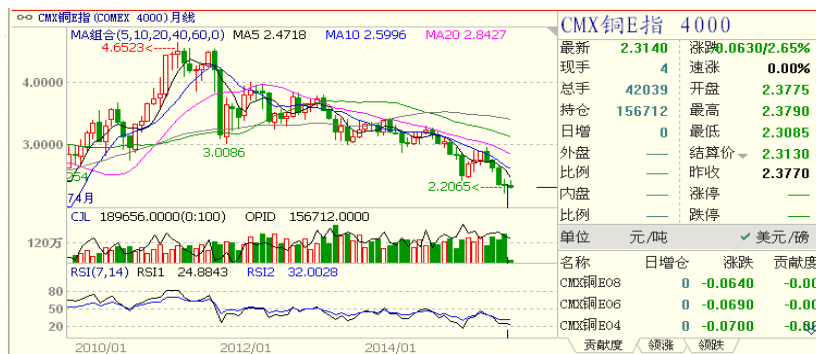 CMX铜E指(COMEX 4000)月线
MA组合(5,10,20,40,60,0) MA5 2.4718 MA10 2.5996 MA20 2.8427
4.6523
4.0000
3.0000
3.0086
2.2065
74月
CJL 189656.0000(0:100) OPID 156712.0000
120万
RSI(7,14) RSI1 24.8843 RSI2 32.0028
80
50
20
2010/01 2012/01 2014/01
CMX铜E指 4000
最新 2.3140 涨跌 0.0630/2.65%
现手 4 速涨 0.00%
总手 42039 开盘 2.3775
持仓 156712 最高 2.3790
日增 0 最低 2.3085
外盘 — 结算价 2.3130
比例 — 昨收 2.3770
内盘 — 涨停 —
比例 — 跌停 —
单位 元/吨 美元/磅
名称 日增仓 涨跌 贡献度
CMX铜E08 0 -0.0640 -0.00
CMX铜E06 0 -0.0690 -0.00
CMX铜E04 0 -0.0700
贡献度 领涨 领跌